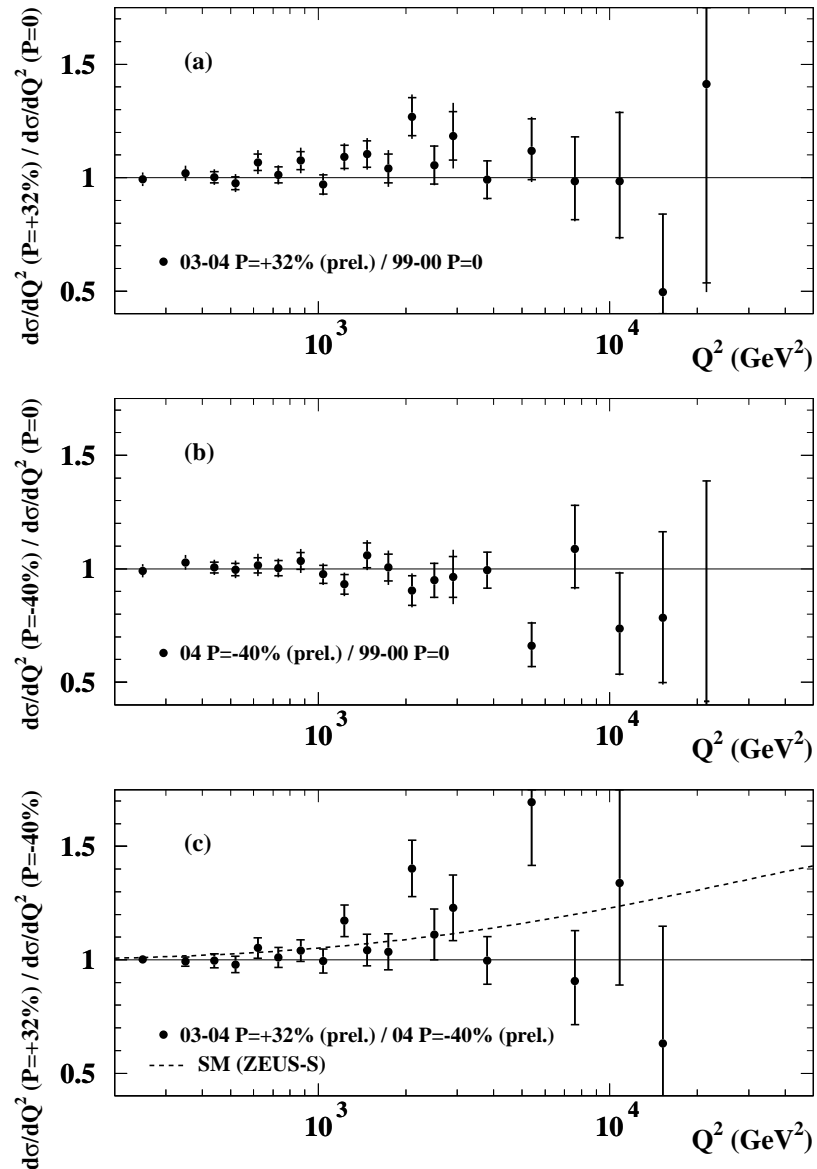 dσ/dQ² (P=+32%) / dσ/dQ² (P=0)
1.5
(a)
1
03-04 P=+32% (prel.) / 99-00 P=0
0.5
10³
10⁴
Q² (GeV²)
dσ/dQ² (P=-40%) / dσ/dQ² (P=0)
1.5
(b)
1
04 P=-40% (prel.) / 99-00 P=0
0.5
10³
10⁴
Q² (GeV²)
dσ/dQ² (P=+32%) / dσ/dQ² (P=-40%)
1.5
(c)
1
03-04 P=+32% (prel.) / 04 P=-40% (prel.)
SM (ZEUS-S)
0.5
10³
10⁴
Q² (GeV²)